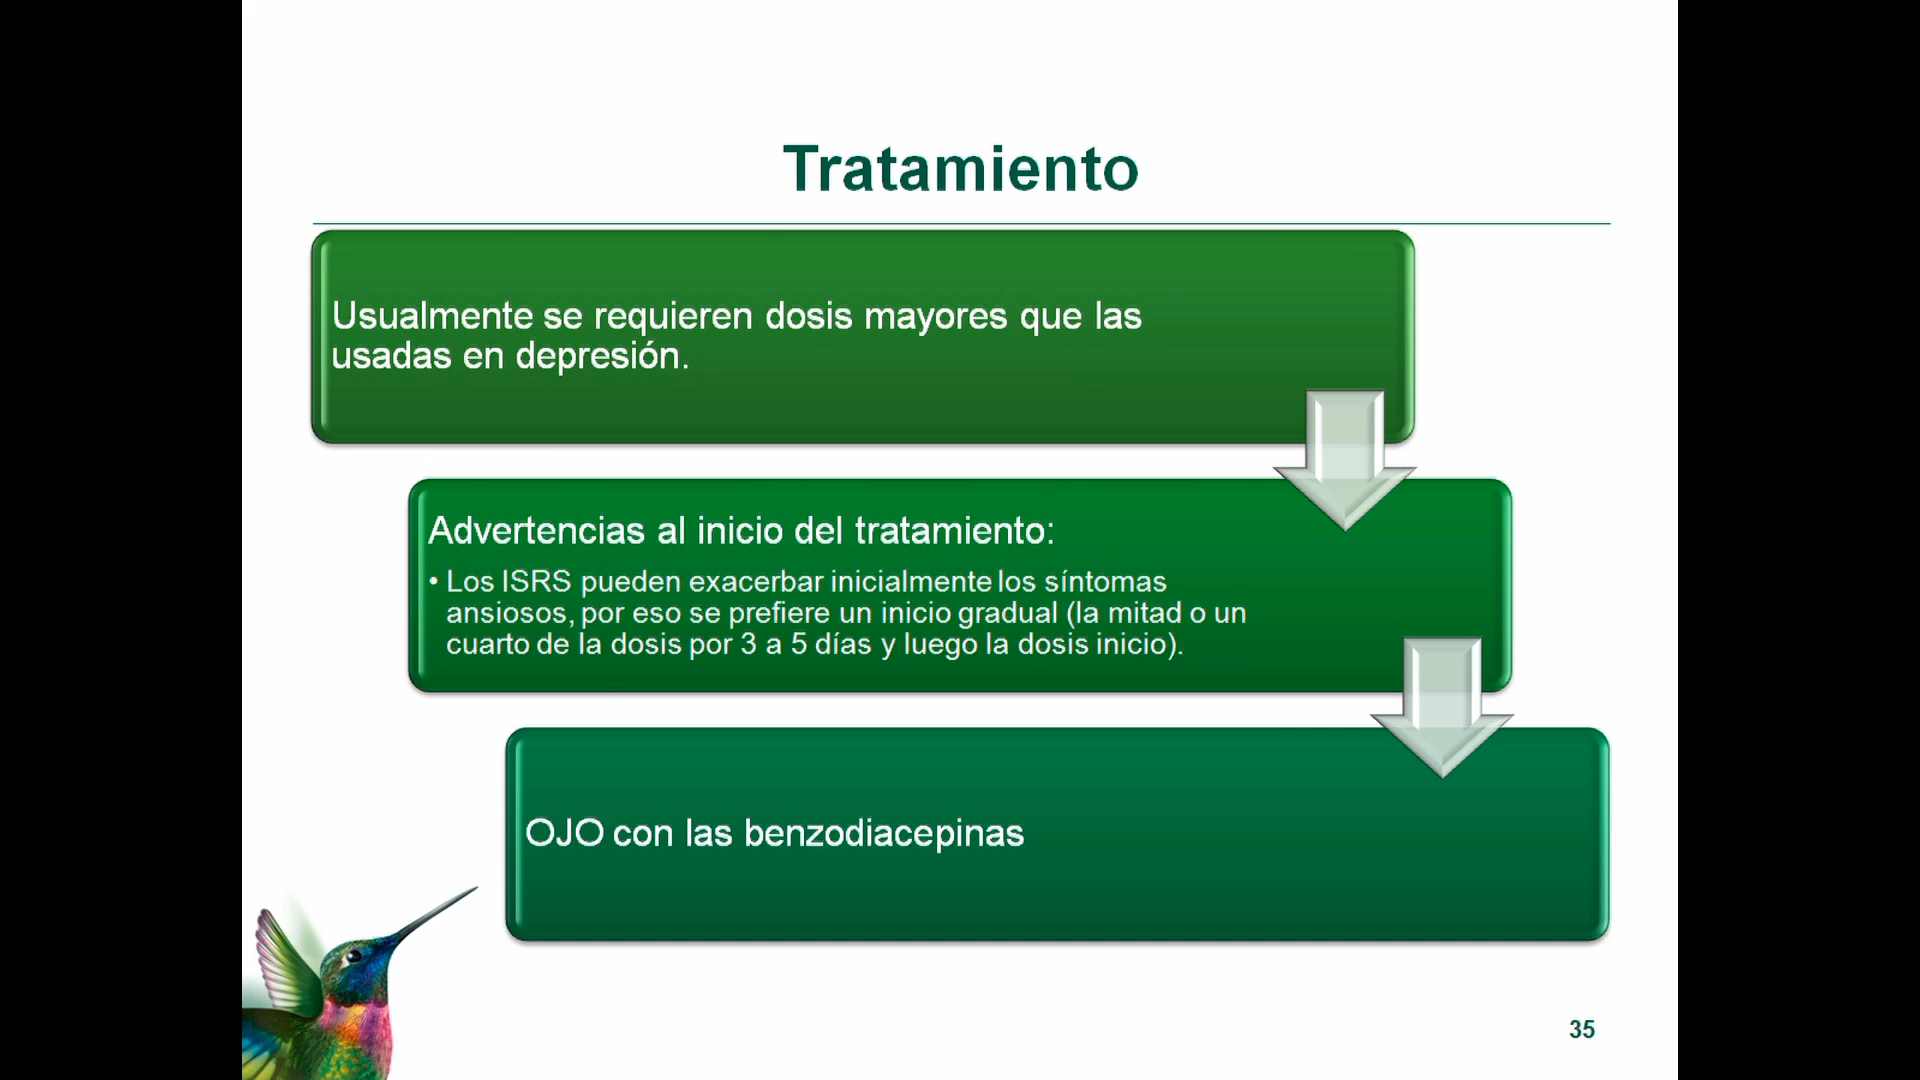 Tratamiento
Usualmente se requieren dosis mayores que las
usadas en depresión.
Advertencias al inicio del tratamiento:
• Los ISRS pueden exacerbar inicialmente los síntomas
ansiosos, por eso se prefiere un inicio gradual (la mitad o un
cuarto de la dosis por 3 a 5 días y luego la dosis inicio).
OJO con las benzodiacepinas
35